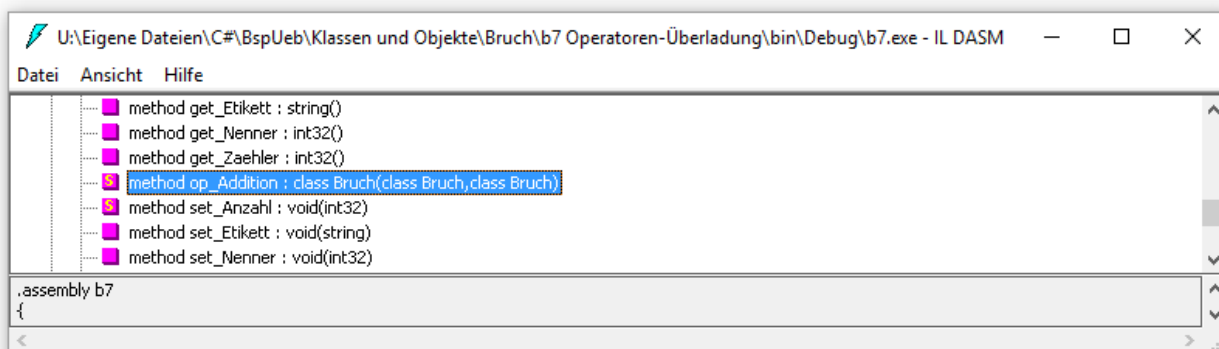 U:\Eigene Dateien\C#\BspUeb\Klassen und Objekte\Bruch\b7 Operatoren-Überladung\bin\Debug\b7.exe - IL DASM
Datei Ansicht Hilfe
method get_Etikett : string()
method get_Nenner : int32()
method get_Zaehler : int32()
S method op_Addition : class Bruch(class Bruch,class Bruch)
S method set_Anzahl : void(int32)
method set_Etikett : void(string)
method set_Nenner : void(int32)
.assembly b7
{